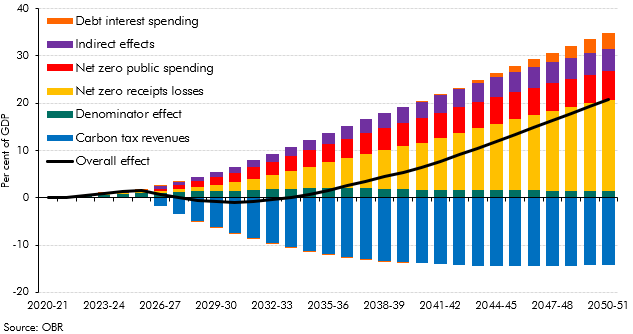 40
30
20
10
0
-10
-20
Per cent of GDP
Debt interest spending
Indirect effects
Net zero public spending
Net zero receipts losses
Denominator effect
Carbon tax revenues
Overall effect
2020-21 2023-24 2026-27 2029-30 2032-33 2035-36 2038-39 2041-42 2044-45 2047-48 2050-51
Source: OBR